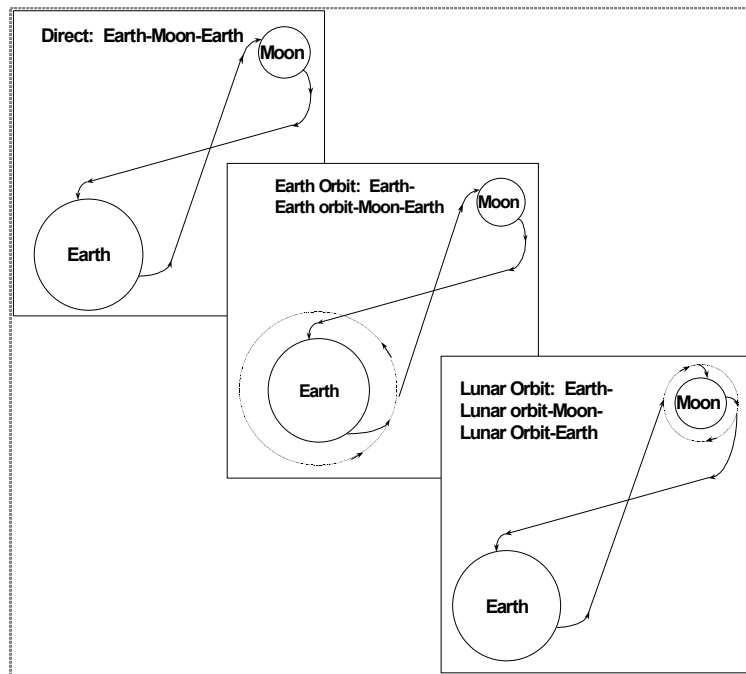 Direct: Earth-Moon-Earth
Moon
Earth
Earth Orbit: Earth-
Earth orbit-Moon-Earth
Moon
Earth
Lunar Orbit: Earth-
Lunar orbit-Moon-
Lunar Orbit-Earth
Moon
Earth